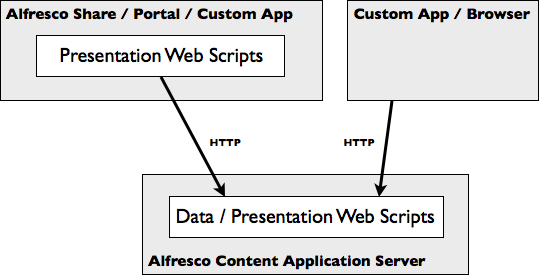 Alfresco Share / Portal / Custom App
Custom App / Browser
Presentation Web Scripts
HTTP
HTTP
Data / Presentation Web Scripts
Alfresco Content Application Server